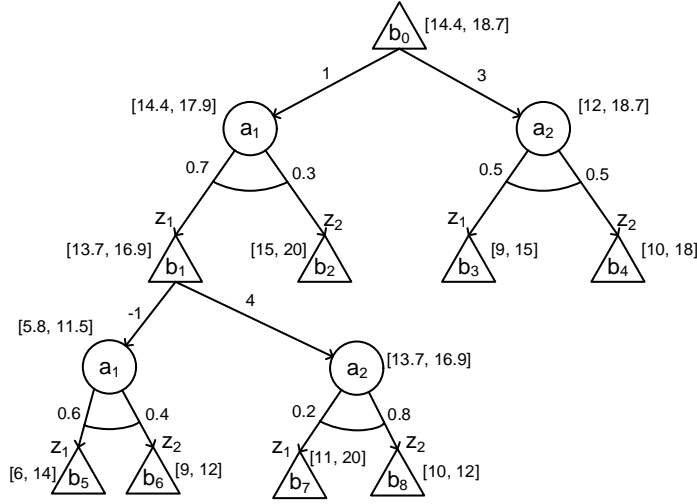 b0 [14.4, 18.7]
1 3
[14.4, 17.9] [12, 18.7]
a1 a2
0.7 0.3 0.5 0.5
z1 z2 z1 z2
[13.7, 16.9] [15, 20] [9, 15] [10, 18]
b1 b2 b3 b4
-1 4
[5.8, 11.5] [13.7, 16.9]
a1 a2
0.6 0.4 0.2 0.8
z1 z2 z1 z2
[6, 14] [9, 12] [11, 20] [10, 12]
b5 b6 b7 b8